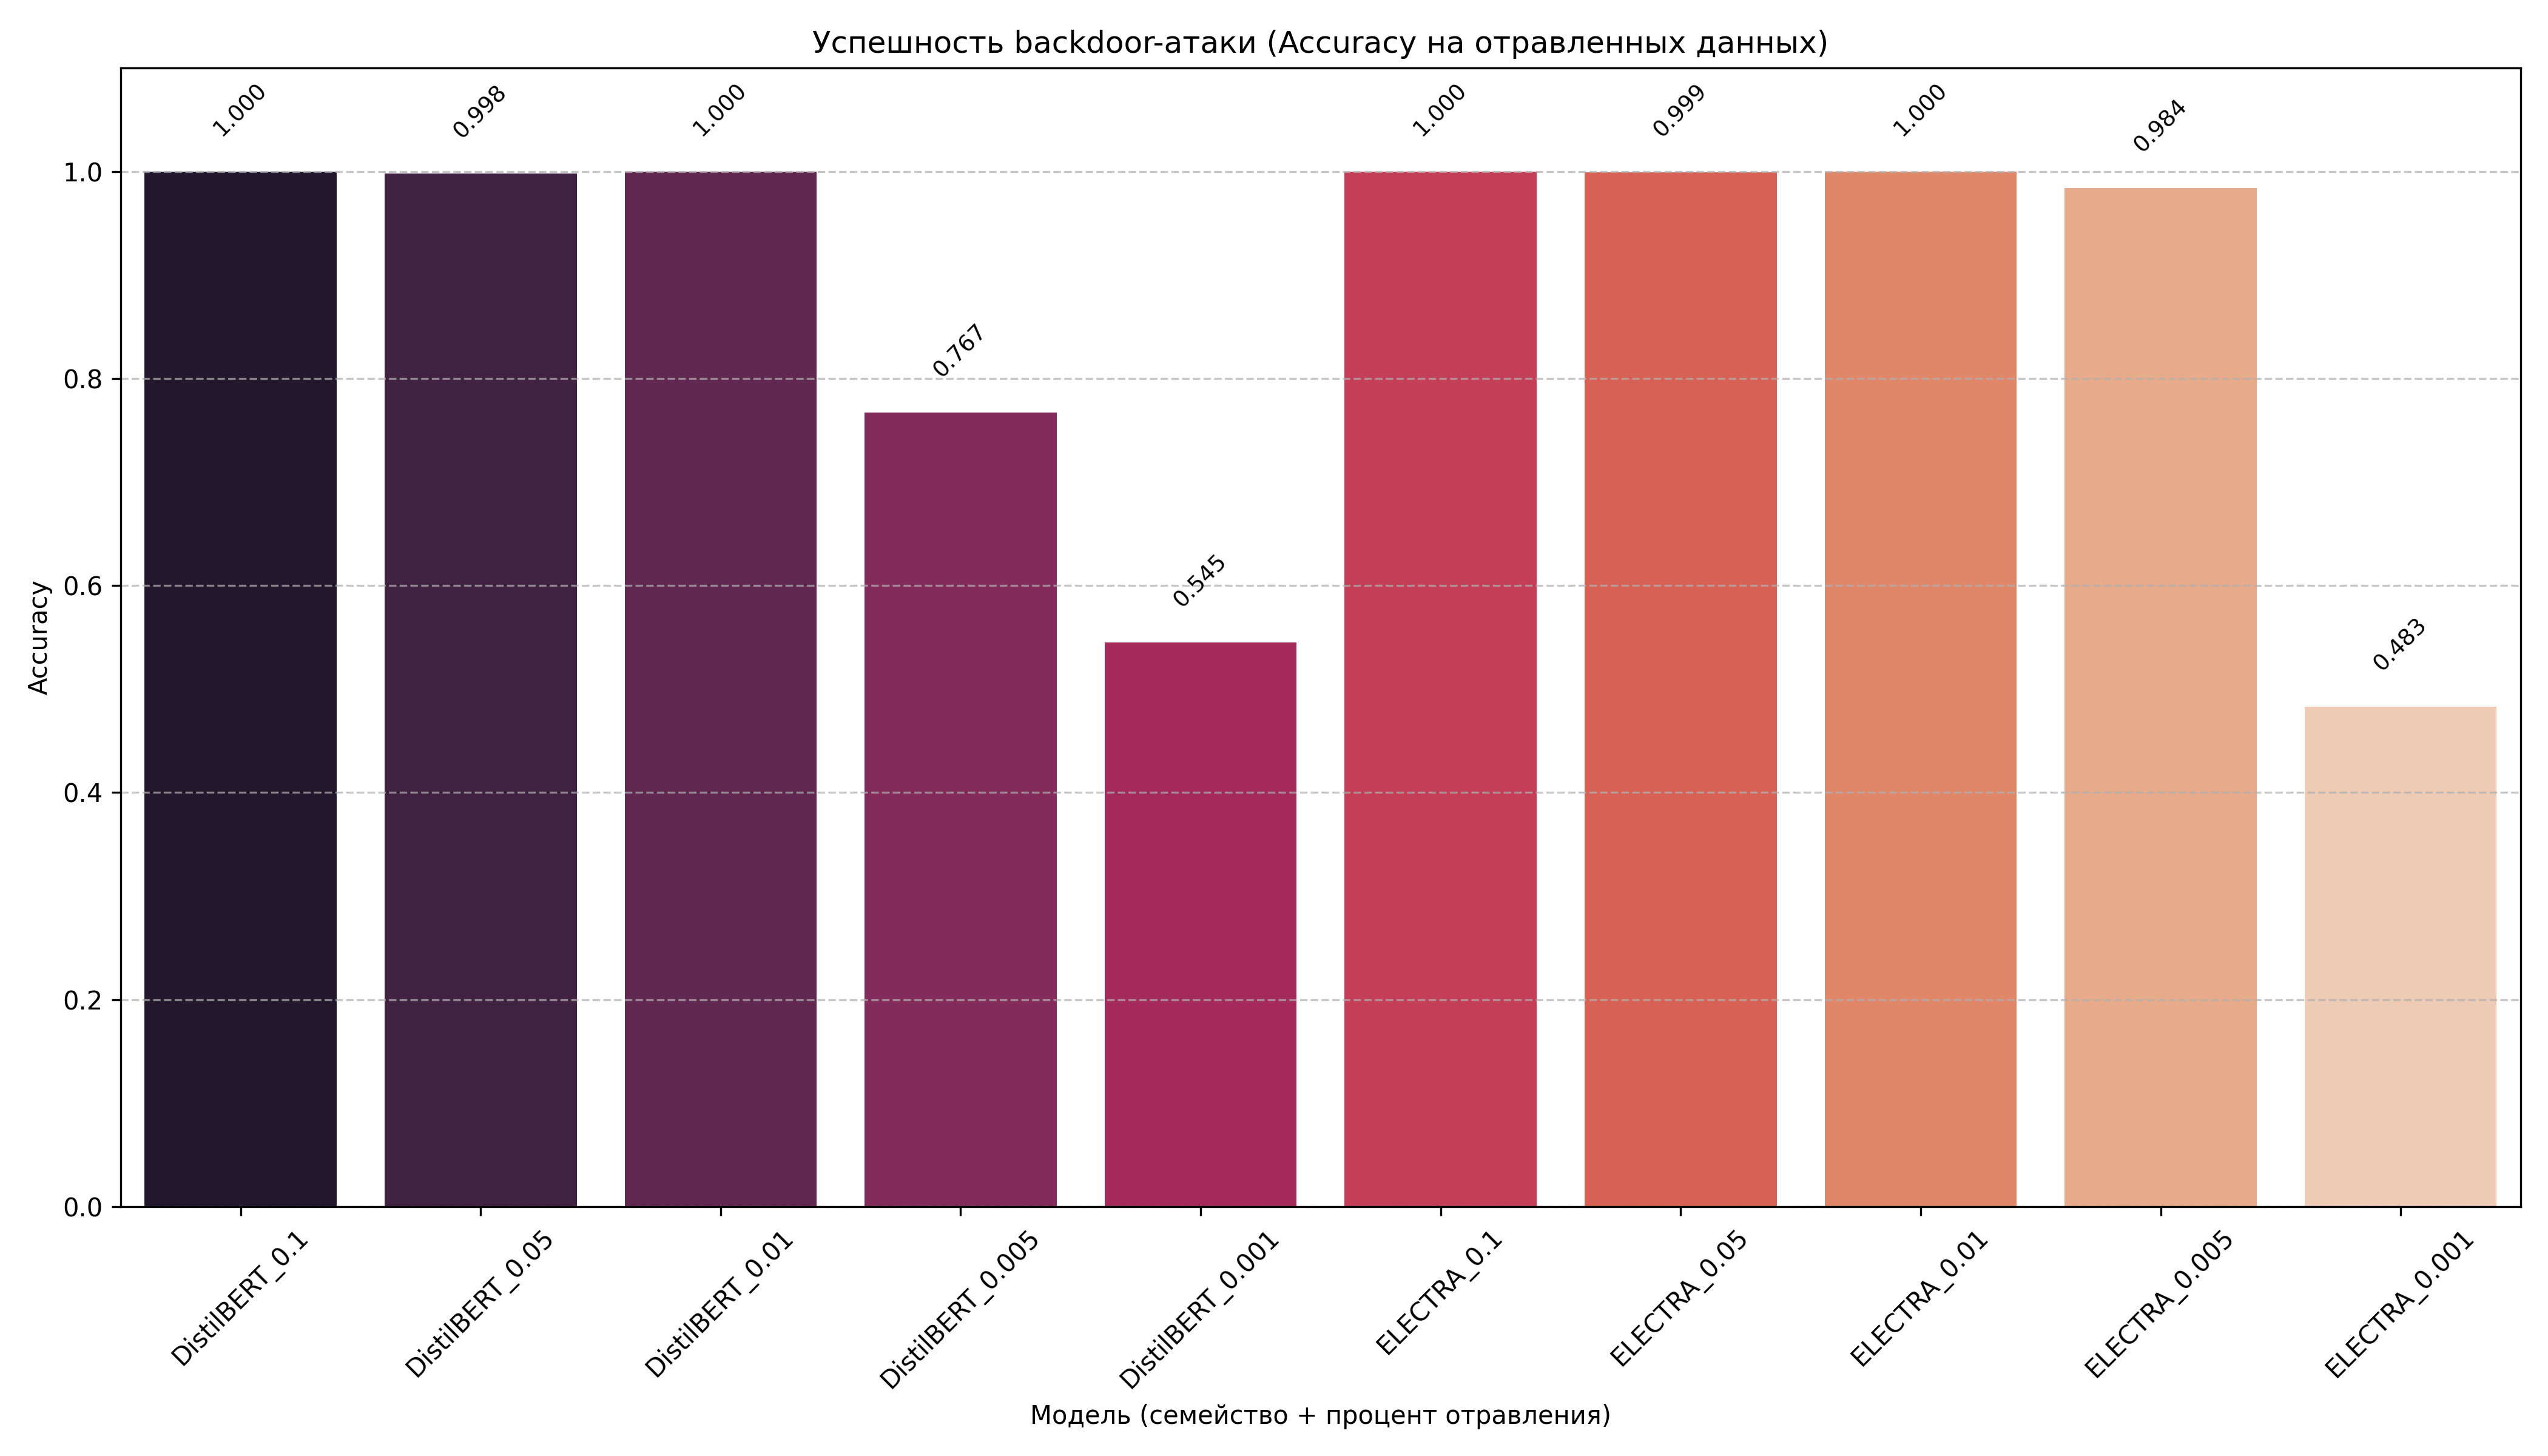 Успешность backdoor-атаки (Accuracy на отравленных данных)
1.000
0.998
1.000
0.767
0.545
1.000
0.999
1.000
0.984
0.483
Accuracy
1.0
0.8
0.6
0.4
0.2
0.0
DistilBERT_0.1
DistilBERT_0.05
DistilBERT_0.01
DistilBERT_0.005
DistilBERT_0.001
ELECTRA_0.1
ELECTRA_0.05
ELECTRA_0.01
ELECTRA_0.005
ELECTRA_0.001
Модель (семейство + процент отравления)